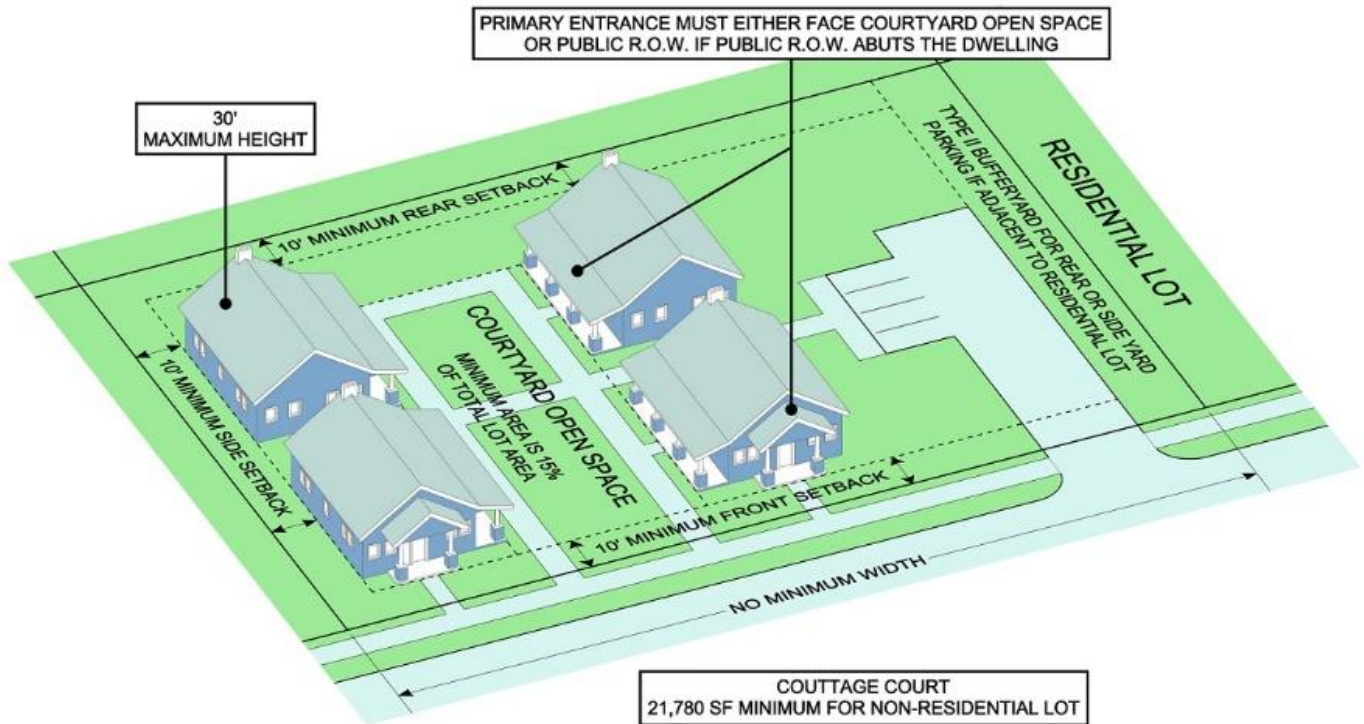 PRIMARY ENTRANCE MUST EITHER FACE COURTYARD OPEN SPACE
OR PUBLIC R.O.W. IF PUBLIC R.O.W. ABUTS THE DWELLING
30'
MAXIMUM HEIGHT
10' MINIMUM REAR SETBACK
TYPE II BUFFERYARD FOR REAR OR SIDE YARD
PARKING IF ADJACENT TO RESIDENTIAL LOT
RESIDENTIAL LOT
COURTYARD OPEN SPACE
MINIMUM AREA IS 15%
OF TOTAL LOT AREA
10' MINIMUM SIDE SETBACK
10' MINIMUM FRONT SETBACK
NO MINIMUM WIDTH
COUTTAGE COURT
21,780 SF MINIMUM FOR NON-RESIDENTIAL LOT